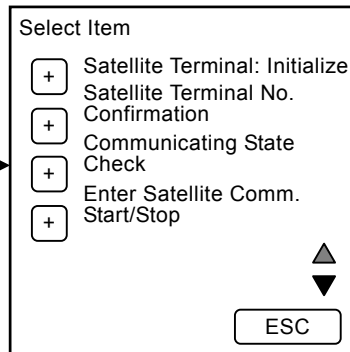 Select Item
+ Satellite Terminal: Initialize
+ Satellite Terminal No.
Confirmation
+ Communicating State
Check
+ Enter Satellite Comm.
Start/Stop
ESC